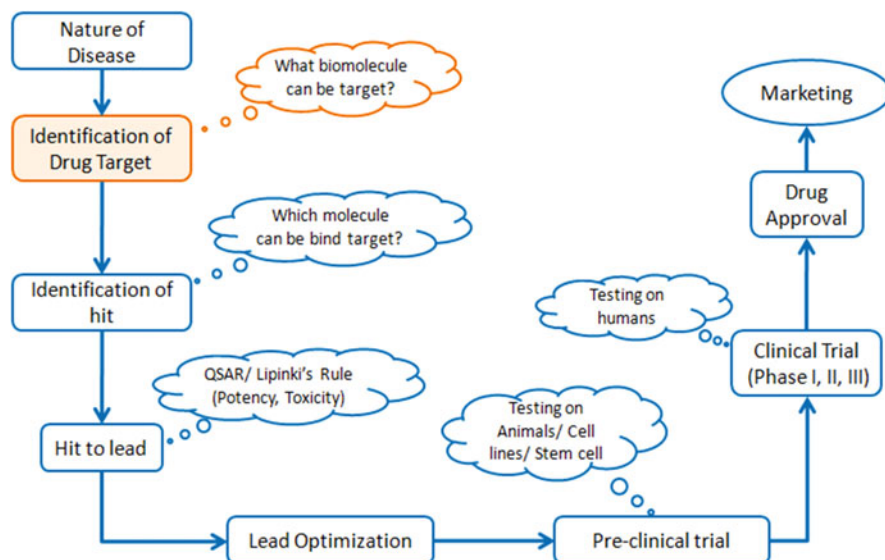 Nature of
Disease
What biomolecule
can be target?
Identification of
Drug Target
Which molecule
can be bind target?
Identification of
hit
QSAR/ Lipinki's Rule
(Potency, Toxicity)
Hit to lead
Lead Optimization
Testing on
Animals/ Cell
lines/ Stem cell
Pre-clinical trial
Testing on
humans
Clinical Trial
(Phase I, II, III)
Drug
Approval
Marketing